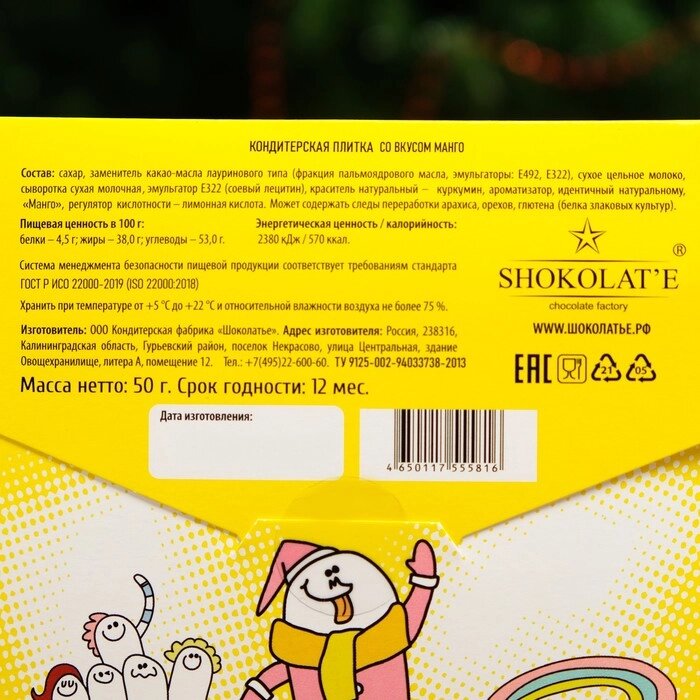 КОНДИТЕРСКАЯ ПЛИТКА СО ВКУСОМ МАНГО
Состав: сахар, заменитель какао-масла лауринового типа (фракция пальмоядрового масла, эмульгаторы: Е492, Е322), сухое цельное молоко,
сыворотка сухая молочная, эмульгатор Е322 (соевый лецитин), краситель натуральный – куркумин, ароматизатор, идентичный натуральному,
«Манго», регулятор кислотности – лимонная кислота. Может содержать следы переработки арахиса, орехов, глютена (белка злаковых культур).
Пищевая ценность в 100 г:
белки – 4,5 г; жиры – 38,0 г; углеводы – 53,0 г.
Энергетическая ценность / калорийность:
2380 кДж / 570 ккал.
Система менеджмента безопасности пищевой продукции соответствует требованиям стандарта
ГОСТ Р ИСО 22000-2019 (ISO 22000:2018)
Хранить при температуре от +5 °С до +22 °С и относительной влажности воздуха не более 75 %.
Изготовитель: ООО Кондитерская фабрика «Шоколатье». Адрес изготовителя: Россия, 238316,
Калининградская область, Гурьевский район, поселок Некрасово, улица Центральная, здание
Овощехранилище, литера А, помещение 12. Тел.: +7(495)22-600-60. ТУ 9125-002-94033738-2013
Масса нетто: 50 г. Срок годности: 12 мес.
®
SHOKOLAT'E
chocolate factory
WWW.ШОКОЛАТЬЕ.РФ
EAC
21
05
Дата изготовления:
4 650117 555816